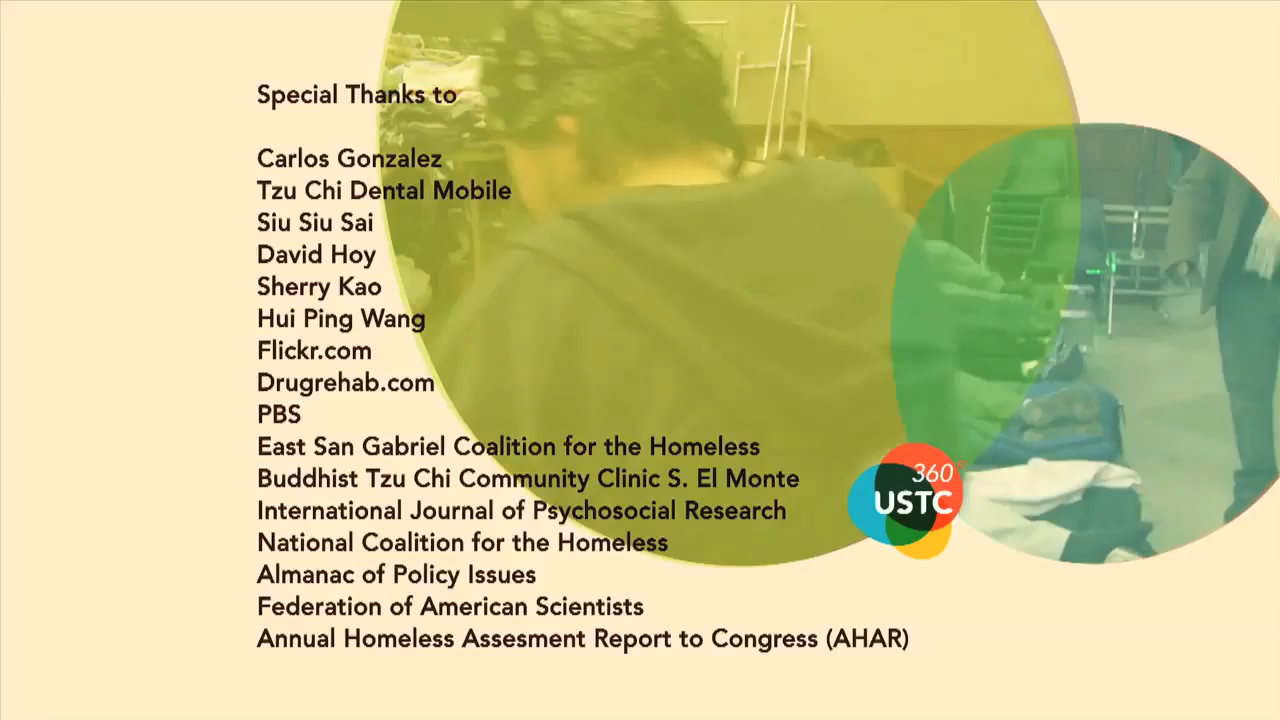 Special Thanks to
Carlos Gonzalez
Tzu Chi Dental Mobile
Siu Siu Sai
David Hoy
Sherry Kao
Hui Ping Wang
Flickr.com
Drugrehab.com
PBS
East San Gabriel Coalition for the Homeless
Buddhist Tzu Chi Community Clinic S. El Monte
International Journal of Psychosocial Research
National Coalition for the Homeless
Almanac of Policy Issues
Federation of American Scientists
Annual Homeless Assesment Report to Congress (AHAR)
360°
USTC